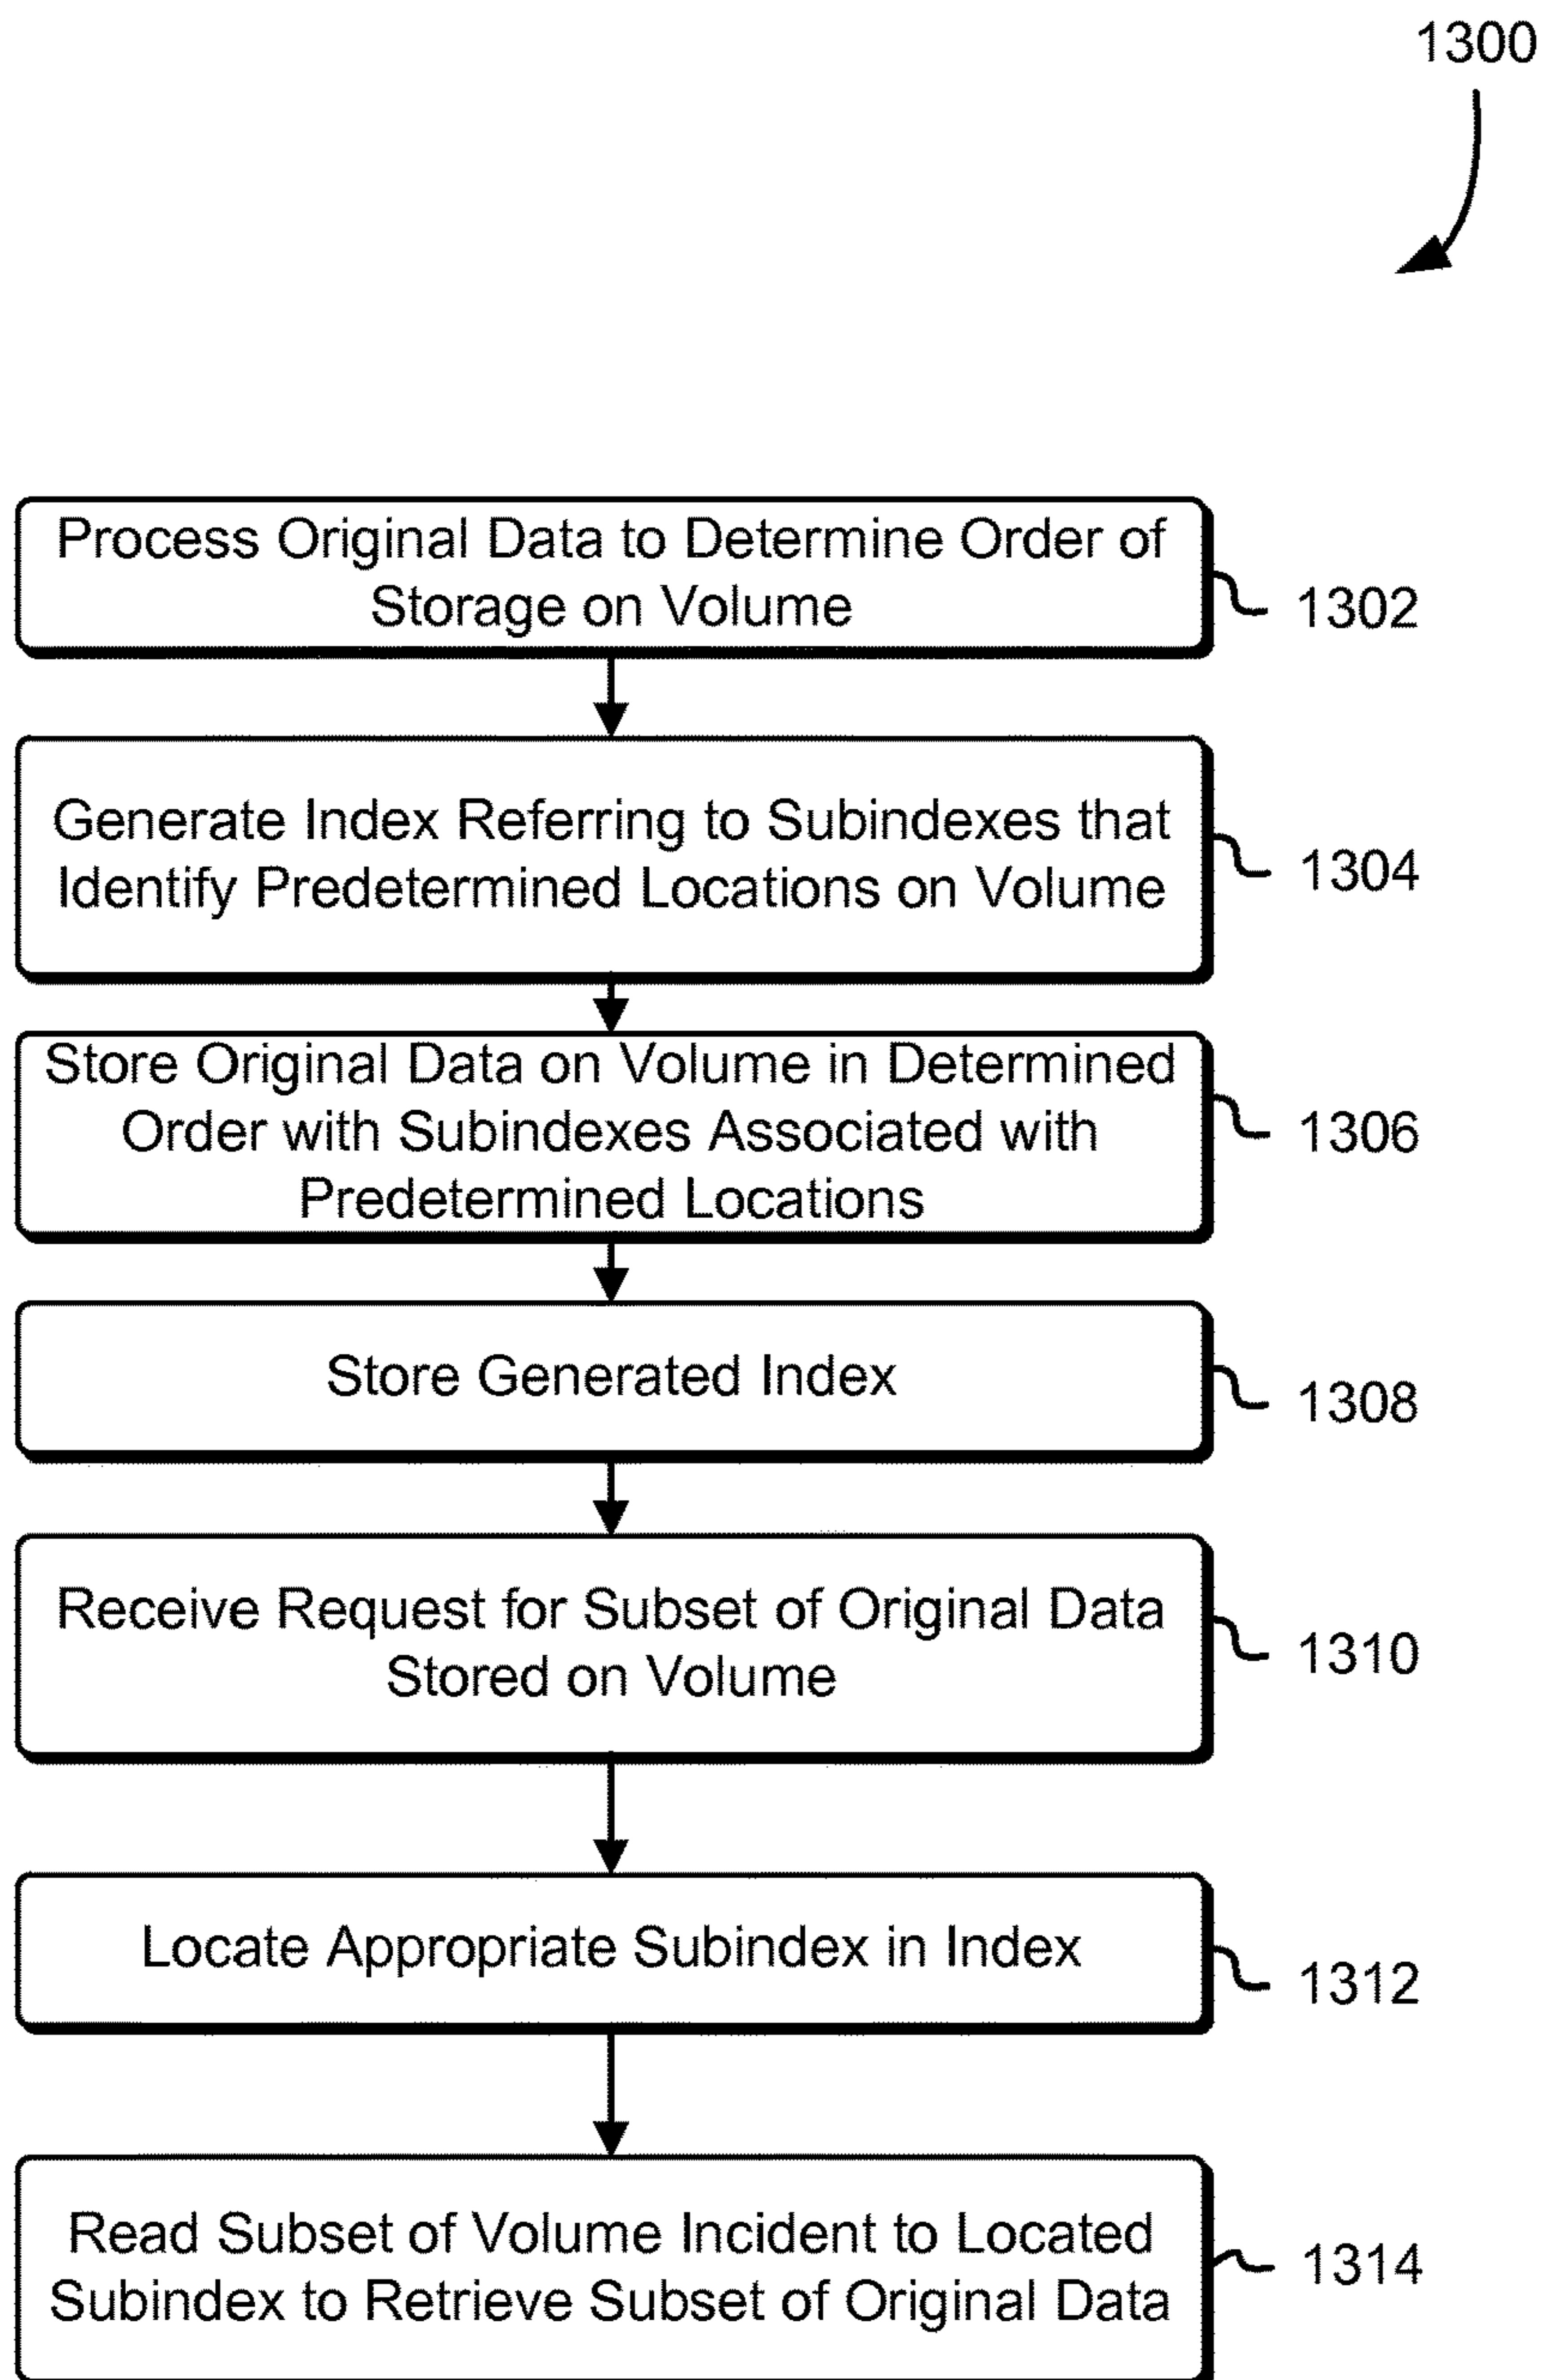 1300
Process Original Data to Determine Order of
Storage on Volume
1302
Generate Index Referring to Subindexes that
Identify Predetermined Locations on Volume
1304
Store Original Data on Volume in Determined
Order with Subindexes Associated with
Predetermined Locations
1306
Store Generated Index
1308
Receive Request for Subset of Original Data
Stored on Volume
1310
Locate Appropriate Subindex in Index
1312
Read Subset of Volume Incident to Located
Subindex to Retrieve Subset of Original Data
1314